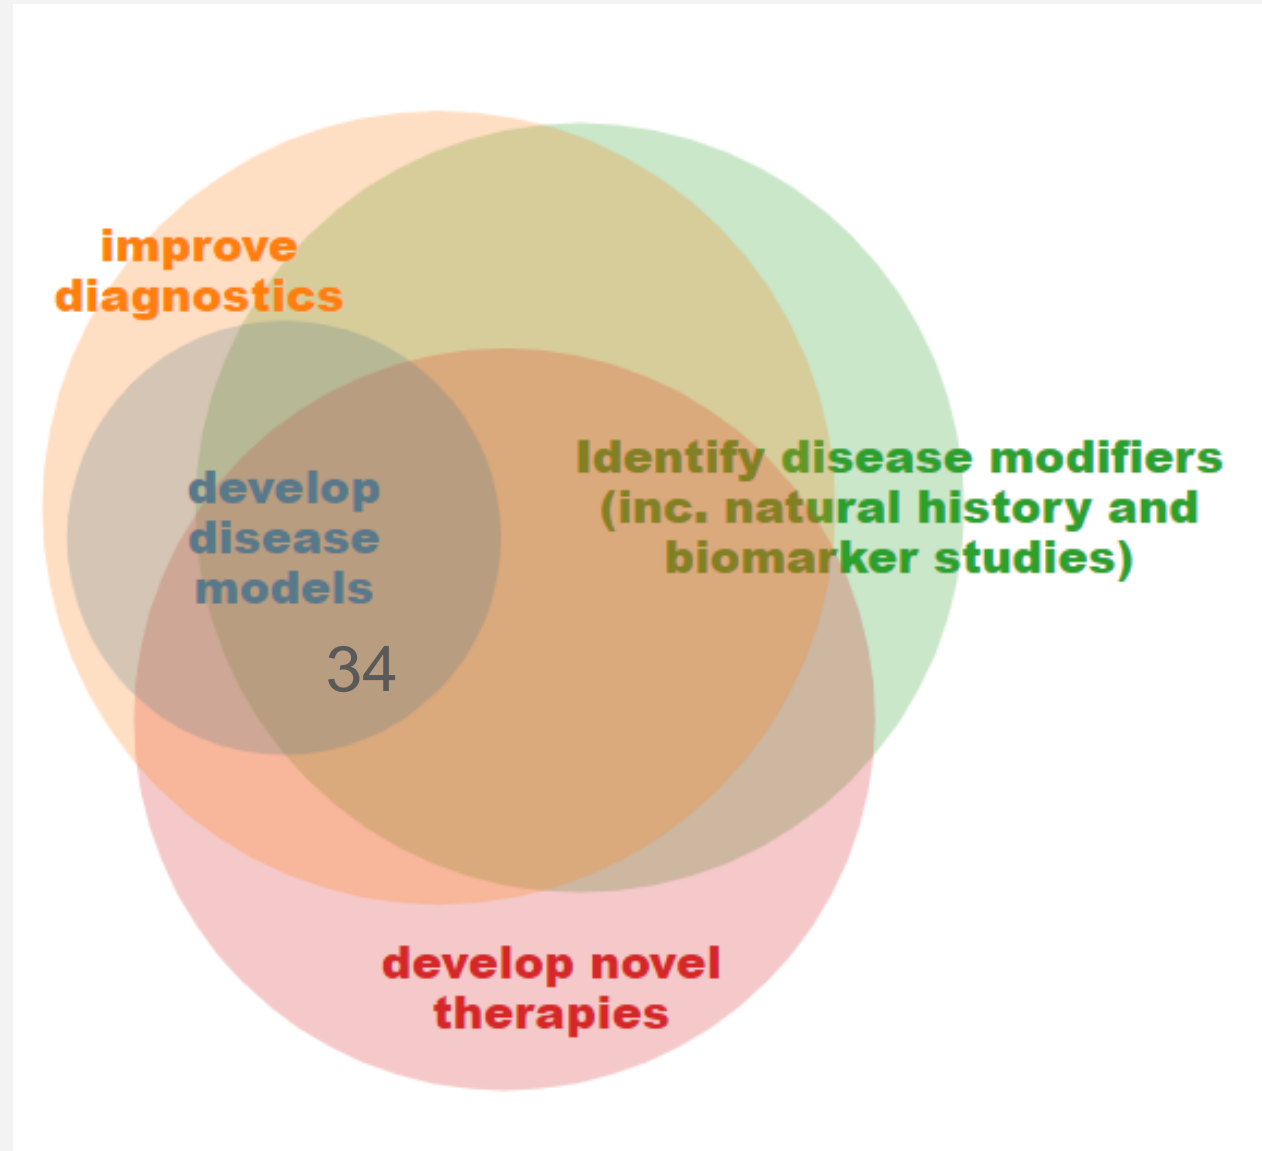 improve
diagnostics
develop
disease
models
34
Identify disease modifiers
(inc. natural history and
biomarker studies)
develop novel
therapies